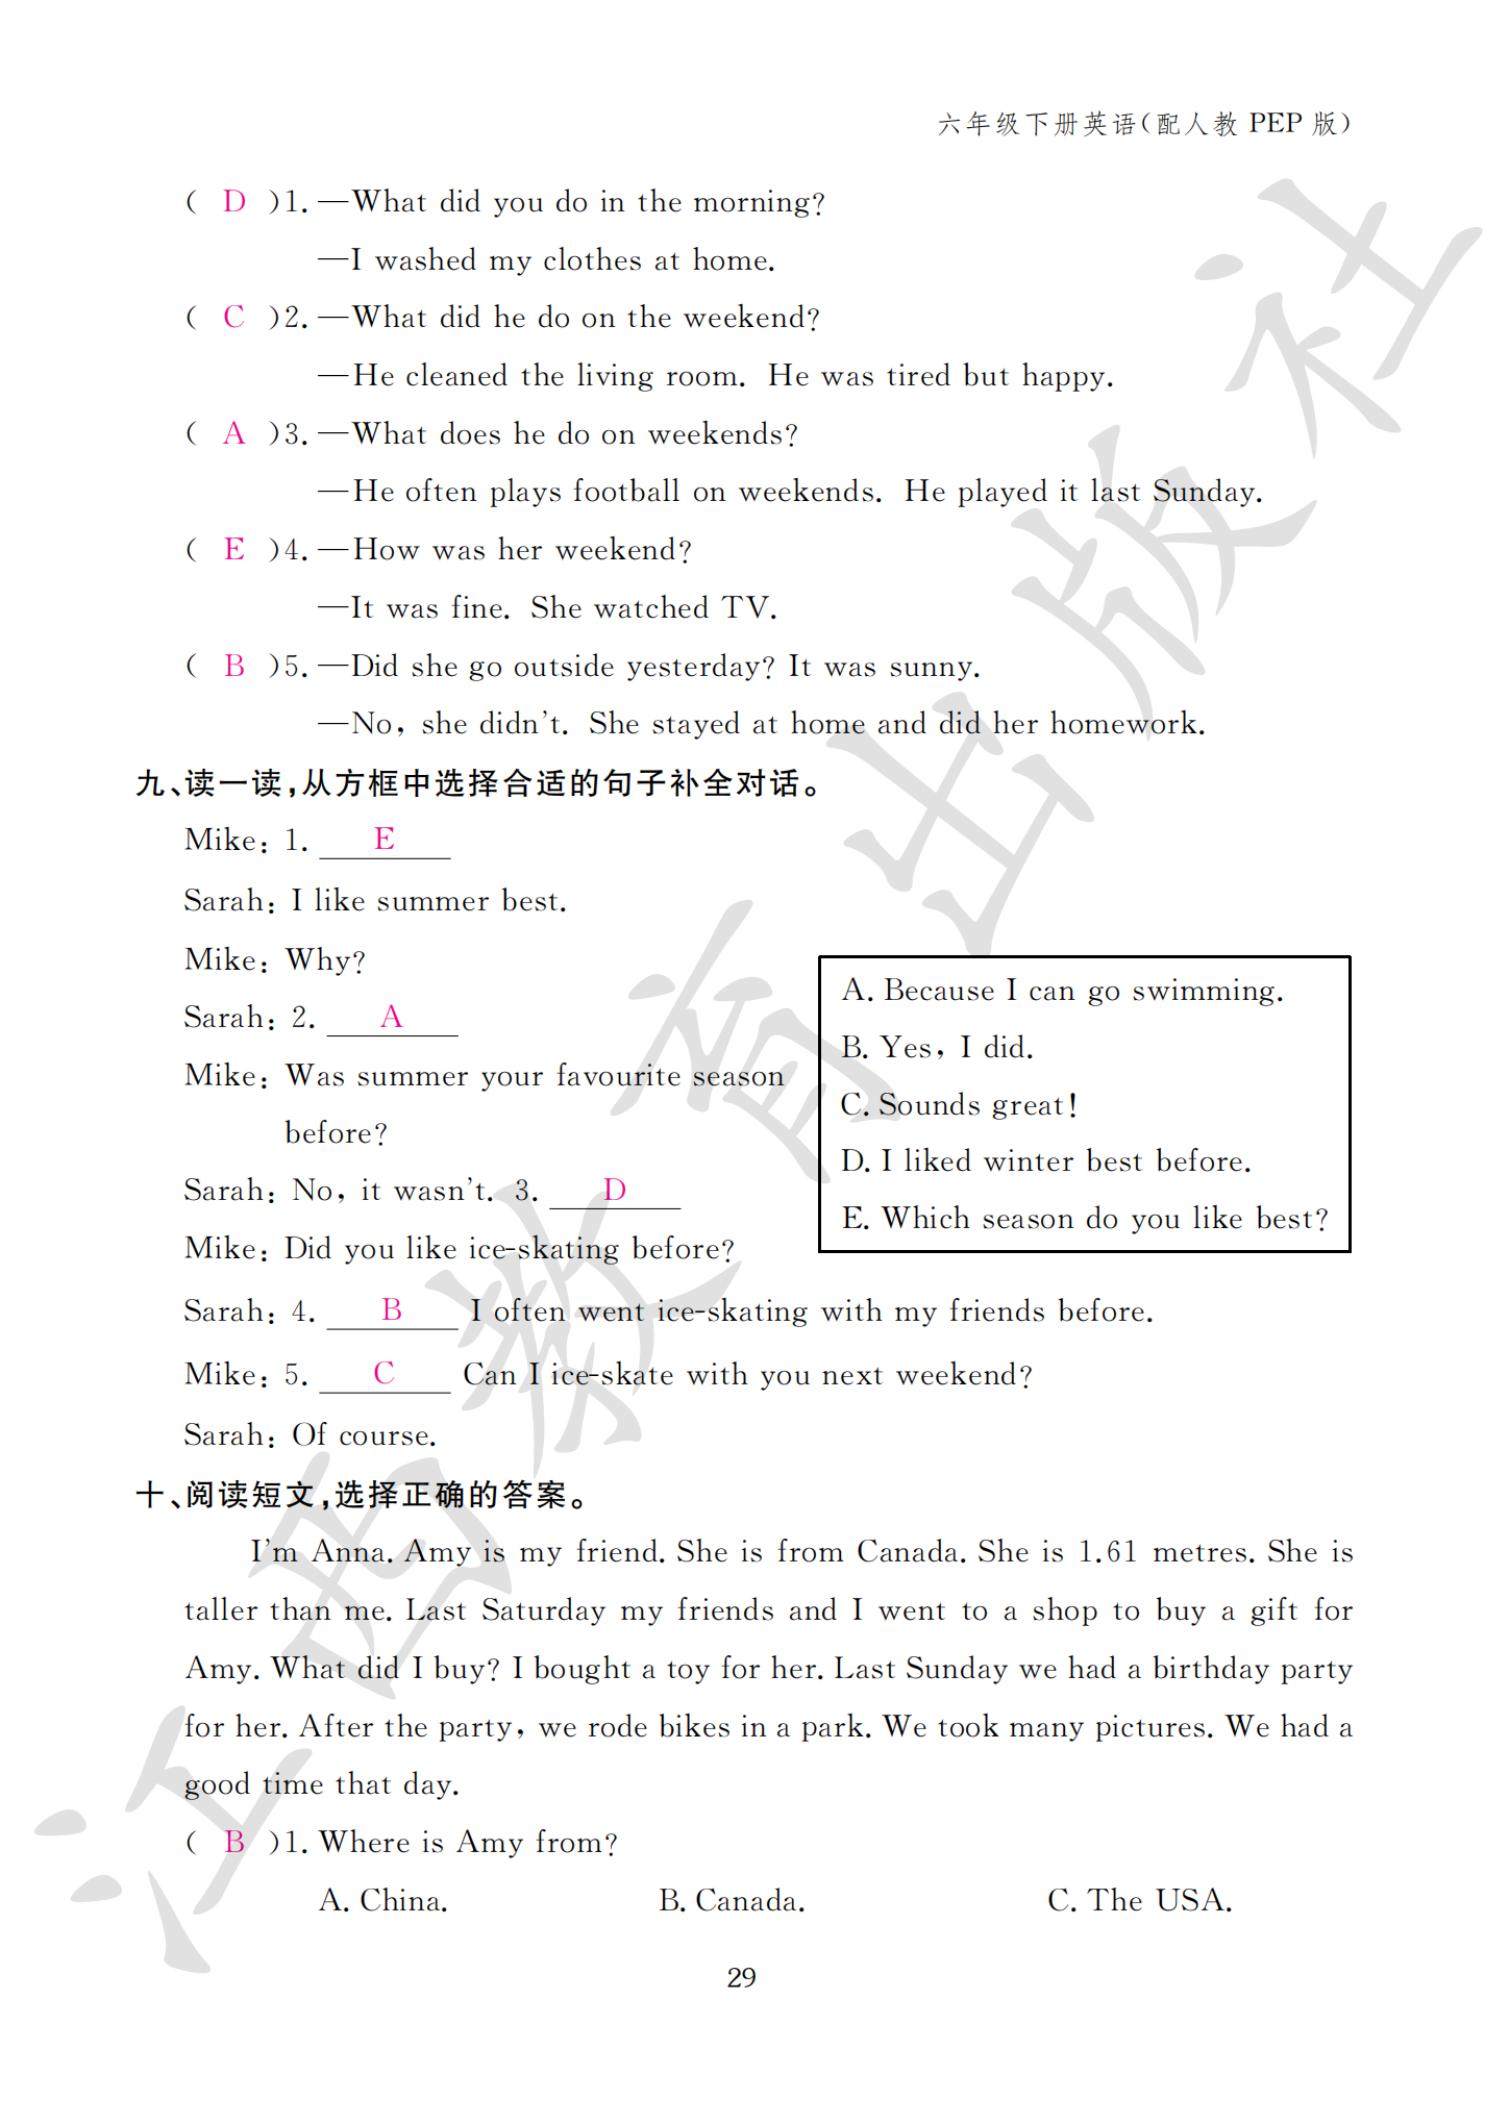 六年级下册英语(配人教 PEP 版)
( D )1. —What did you do in the morning?
—I washed my clothes at home.
( C )2. —What did he do on the weekend?
—He cleaned the living room. He was tired but happy.
( A )3. —What does he do on weekends?
—He often plays football on weekends. He played it last Sunday.
( E )4. —How was her weekend?
—It was fine. She watched TV.
( B )5. —Did she go outside yesterday? It was sunny.
—No, she didn't. She stayed at home and did her homework.
九、读一读,从方框中选择合适的句子补全对话。
Mike: 1. E
Sarah: I like summer best.
Mike: Why?
Sarah: 2. A
Mike: Was summer your favourite season
before?
Sarah: No, it wasn't. 3. D
Mike: Did you like ice-skating before?
Sarah: 4. B I often went ice-skating with my friends before.
Mike: 5. C Can I ice-skate with you next weekend?
Sarah: Of course.
A. Because I can go swimming.
B. Yes, I did.
C. Sounds great!
D. I liked winter best before.
E. Which season do you like best?
十、阅读短文,选择正确的答案。
I'm Anna. Amy is my friend. She is from Canada. She is 1.61 metres. She is
taller than me. Last Saturday my friends and I went to a shop to buy a gift for
Amy. What did I buy? I bought a toy for her. Last Sunday we had a birthday party
for her. After the party, we rode bikes in a park. We took many pictures. We had a
good time that day.
( B )1. Where is Amy from?
A. China. B. Canada. C. The USA.
29
江西教育出版社